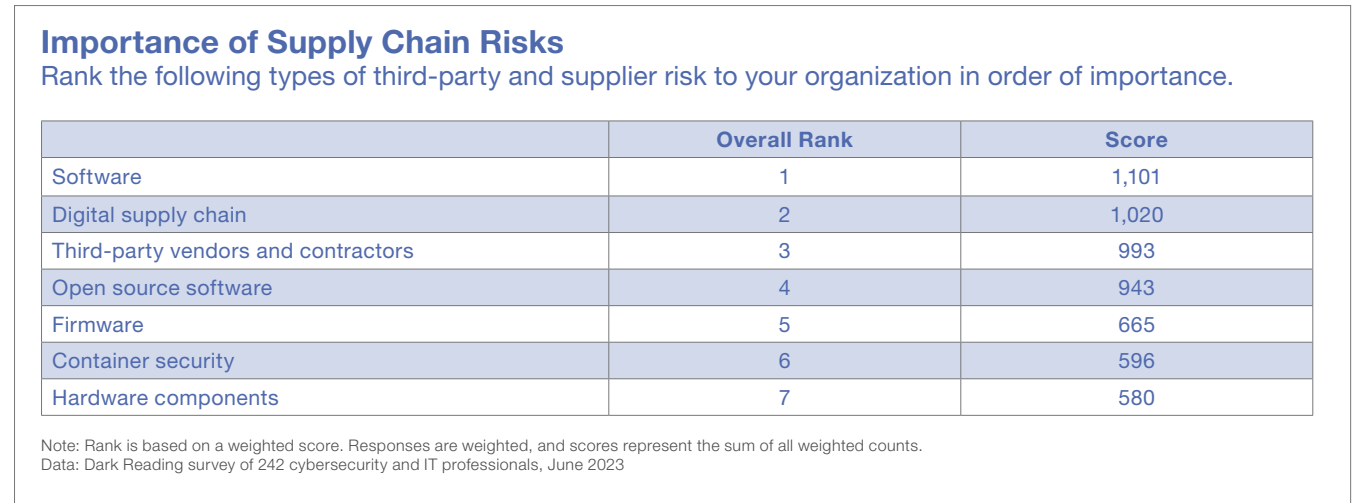 Importance of Supply Chain Risks
Rank the following types of third-party and supplier risk to your organization in order of importance.
Overall Rank Score
Software 1 1,101
Digital supply chain 2 1,020
Third-party vendors and contractors 3 993
Open source software 4 943
Firmware 5 665
Container security 6 596
Hardware components 7 580
Note: Rank is based on a weighted score. Responses are weighted, and scores represent the sum of all weighted counts.
Data: Dark Reading survey of 242 cybersecurity and IT professionals, June 2023